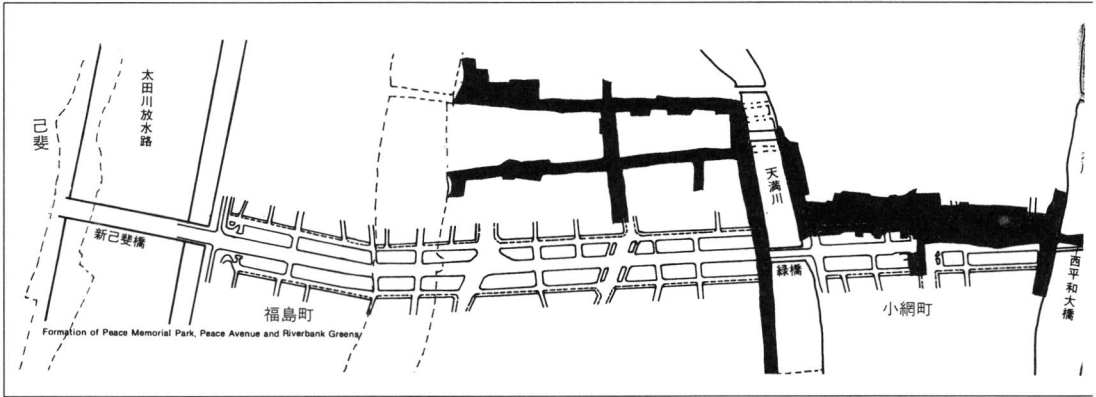 己斐
太田川放水路
新己斐橋
福島町
Formation of Peace Memorial Park, Peace Avenue and Riverbank Greens
天満川
緑橋
小網町
西平和大橋